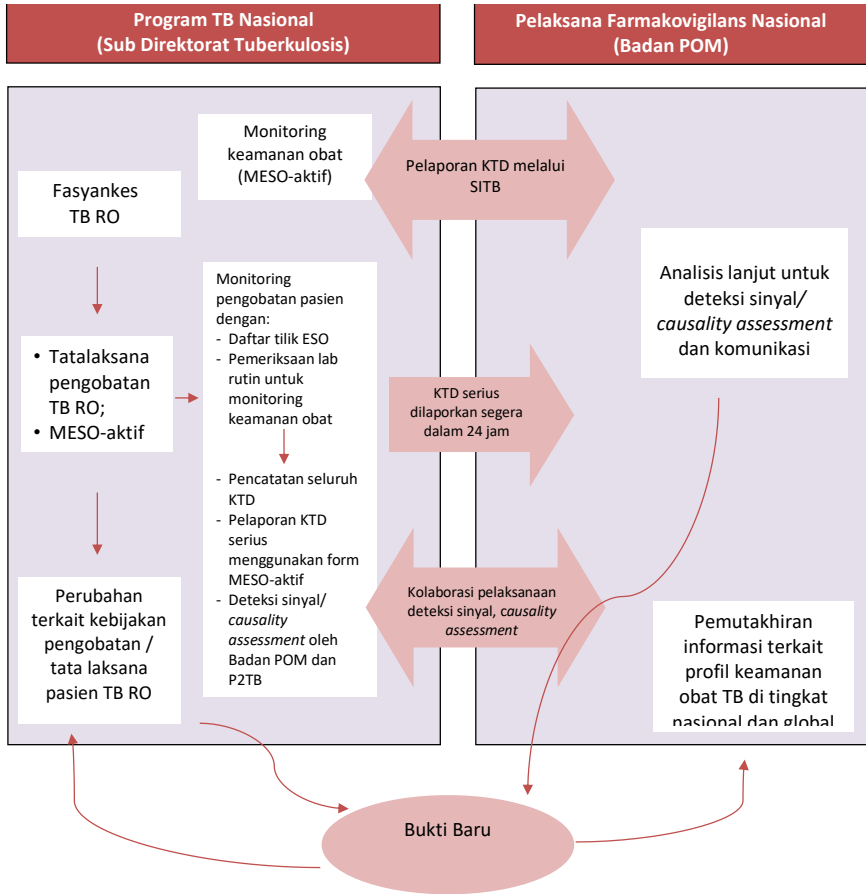 Program TB Nasional
(Sub Direktorat Tuberkulosis)
Pelaksana Farmakovigilans Nasional
(Badan POM)
Monitoring
keamanan obat
(MESO-aktif)
Pelaporan KTD melalui
SITB
Fasyankes
TB RO
• Tatalaksana
pengobatan
TB RO;
• MESO-aktif
Monitoring
pengobatan pasien
dengan:
- Daftar tilik ESO
- Pemeriksaan lab
rutin untuk
monitoring
keamanan obat
- Pencatatan seluruh
KTD
- Pelaporan KTD
serius
menggunakan form
MESO-aktif
- Deteksi sinyal/
causality
assessment oleh
Badan POM dan
P2TB
KTD serius
dilaporkan segera
dalam 24 jam
Analisis lanjut untuk
deteksi sinyal/
causality assessment
dan komunikasi
Perubahan
terkait kebijakan
pengobatan /
tata laksana
pasien TB RO
Kolaborasi pelaksanaan
deteksi sinyal, causality
assessment
Pemutakhiran
informasi terkait
profil keamanan
obat TB di tingkat
nasional dan global
Bukti Baru